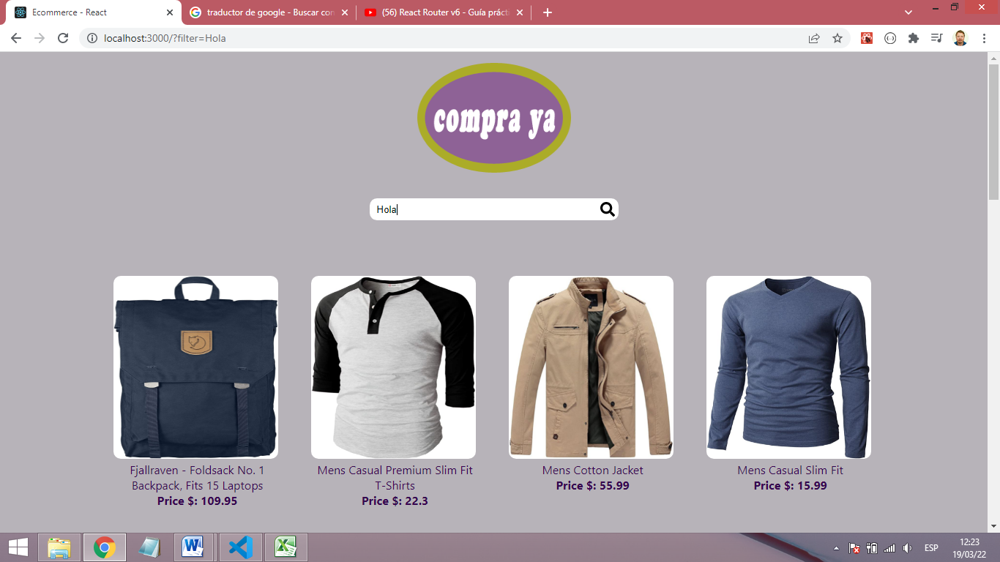 Ecommerce - React
traductor de google - Buscar con
(56) React Router v6 - Guía prácti
localhost:3000/?filter=Hola
compra ya
Hola
Fjallraven - Foldsack No. 1
Backpack, Fits 15 Laptops
Price $: 109.95
Mens Casual Premium Slim Fit
T-Shirts
Price $: 22.3
Mens Cotton Jacket
Price $: 55.99
Mens Casual Slim Fit
Price $: 15.99
ESP
12:23
19/03/22